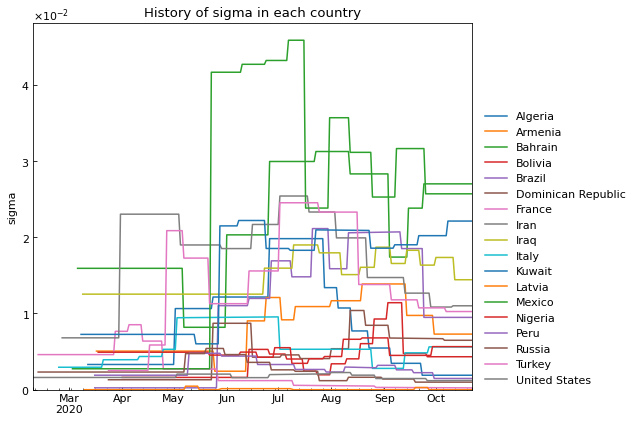 History of sigma in each country
×10⁻²
4
3
2
1
0
sigma
Mar
2020
Apr
May
Jun
Jul
Aug
Sep
Oct
Algeria
Armenia
Bahrain
Bolivia
Brazil
Dominican Republic
France
Iran
Iraq
Italy
Kuwait
Latvia
Mexico
Nigeria
Peru
Russia
Turkey
United States